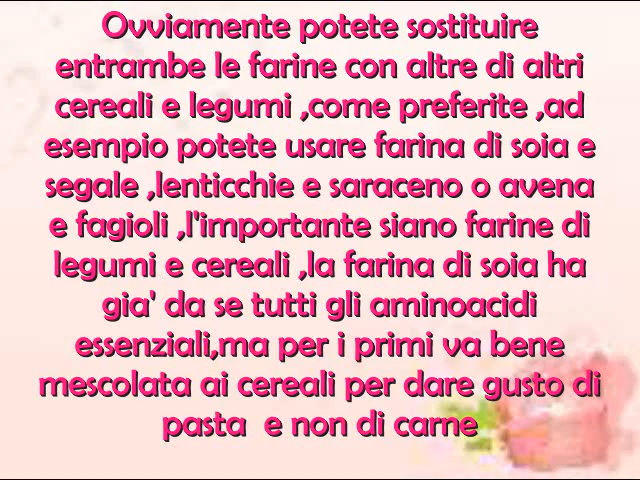 Ovviamente potete sostituire
entrambe le farine con altre di altri
cereali e legumi ,come preferite ,ad
esempio potete usare farina di soia e
segale ,lenticchie e saraceno o avena
e fagioli ,l'importante siano farine di
legumi e cereali ,la farina di soia ha
gia' da se tutti gli aminoacidi
essenziali,ma per i primi va bene
mescolata ai cereali per dare gusto di
pasta  e non di carne